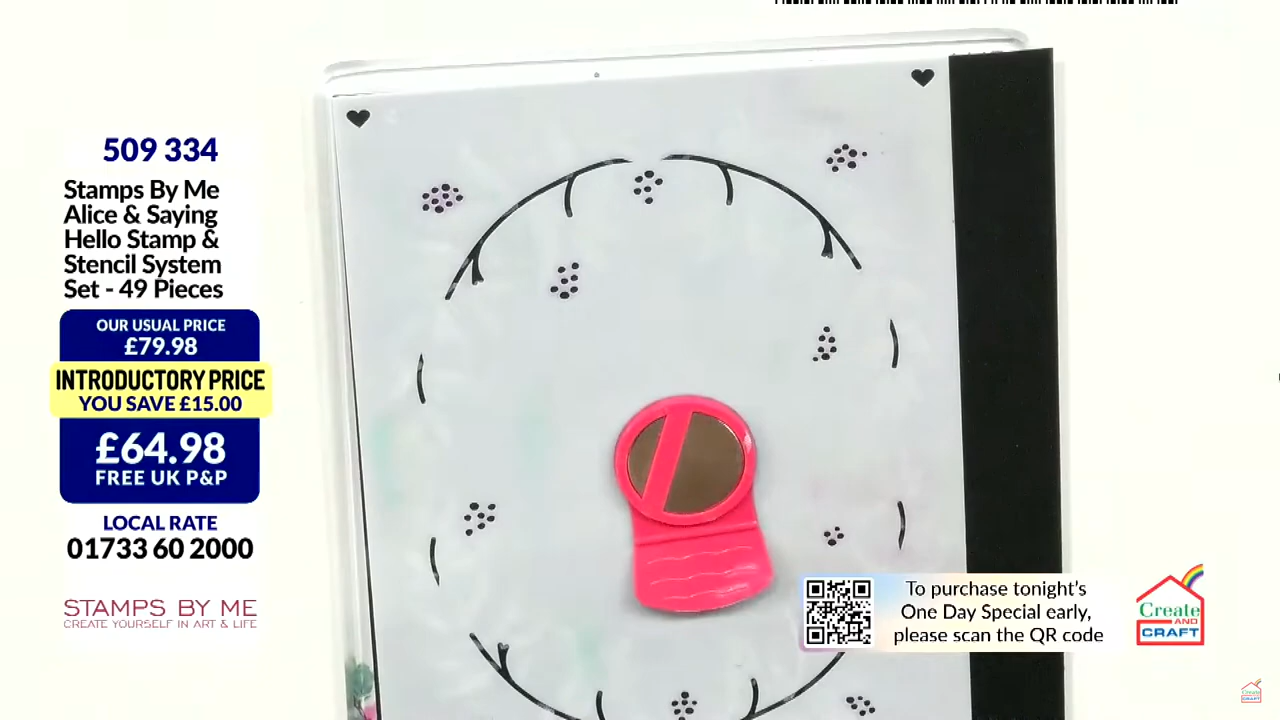 509 334
Stamps By Me
Alice & Saying
Hello Stamp &
Stencil System
Set - 49 Pieces
OUR USUAL PRICE
£79.98
INTRODUCTORY PRICE
YOU SAVE £15.00
£64.98
FREE UK P&P
LOCAL RATE
01733 60 2000
STAMPS BY ME
CREATE YOURSELF IN ART & LIFE
To purchase tonight's
One Day Special early,
please scan the QR code
Create
AND
CRAFT